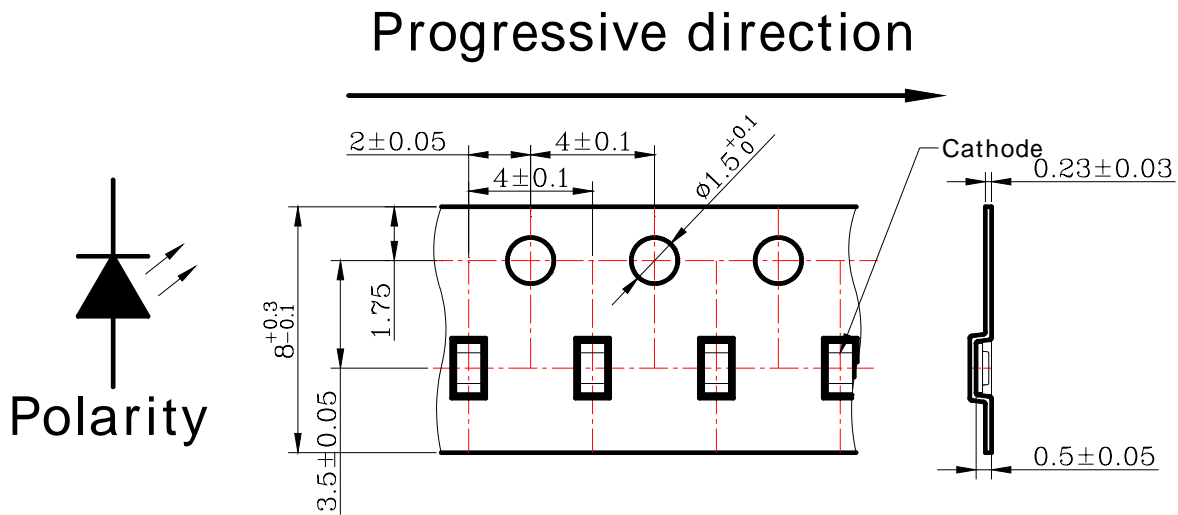 Progressive direction
2±0.05
4±0.1
4±0.1
ø1.5 +0.1 0
Cathode
0.23±0.03
8 +0.3 -0.1
1.75
3.5±0.05
Polarity
0.5±0.05